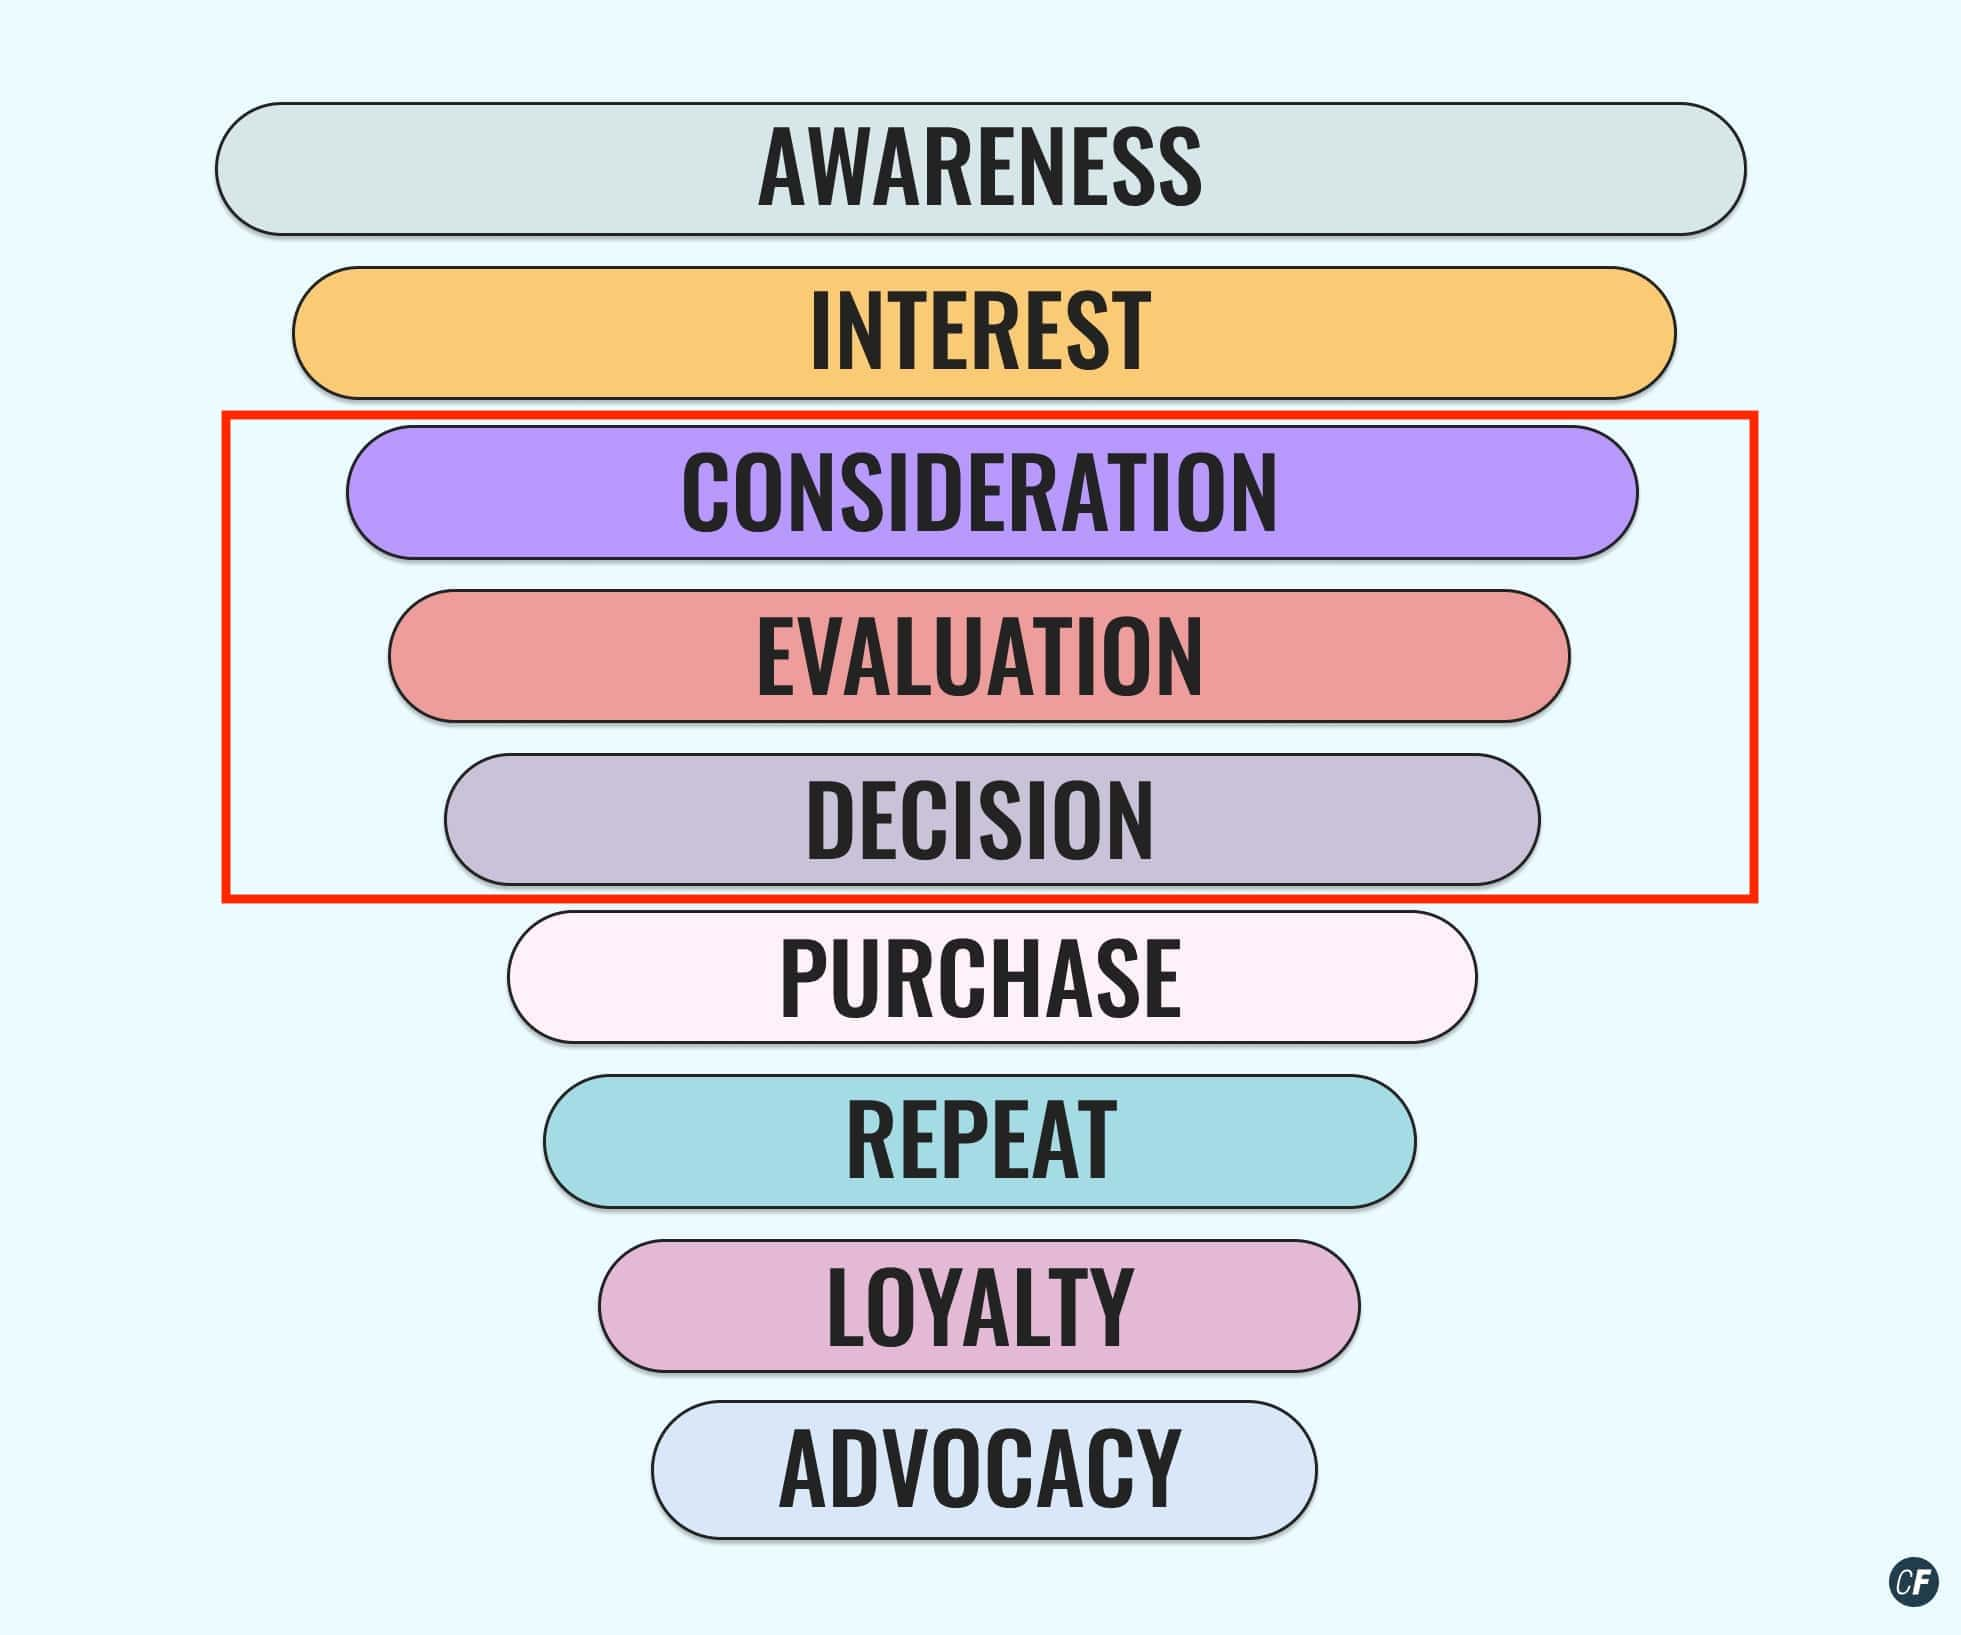 AWARENESS
INTEREST
CONSIDERATION
EVALUATION
DECISION
PURCHASE
REPEAT
LOYALTY
ADVOCACY
CF